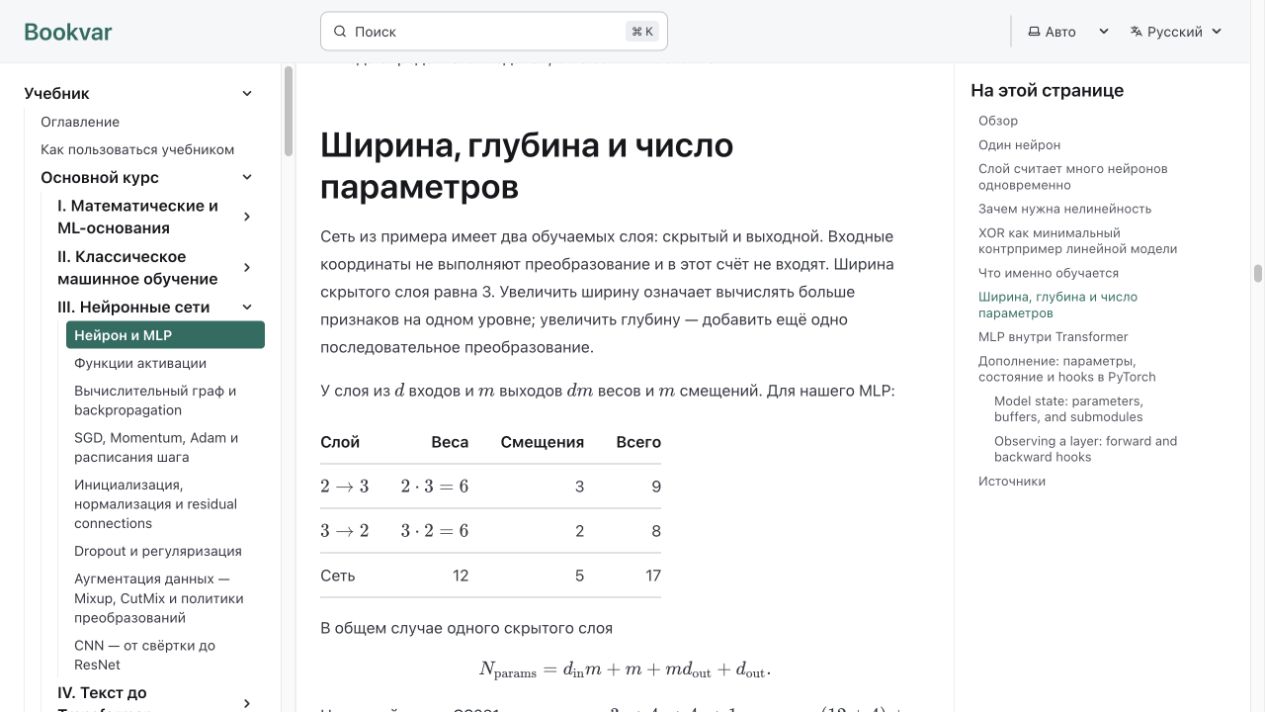 Bookvar
Поиск
⌘ K
Авто
Русский
Учебник
Оглавление
Как пользоваться учебником
Основной курс
I. Математические и
ML-основания
II. Классическое
машинное обучение
III. Нейронные сети
Нейрон и MLP
Функции активации
Вычислительный граф и
backpropagation
SGD, Momentum, Adam и
расписания шага
Инициализация,
нормализация и residual
connections
Dropout и регуляризация
Аугментация данных —
Mixup, CutMix и политики
преобразований
CNN — от свёртки до
ResNet
IV. Текст до
Ширина, глубина и число
параметров
Сеть из примера имеет два обучаемых слоя: скрытый и выходной. Входные
координаты не выполняют преобразование и в этот счёт не входят. Ширина
скрытого слоя равна 3. Увеличить ширину означает вычислять больше
признаков на одном уровне; увеличить глубину — добавить ещё одно
последовательное преобразование.
У слоя из d входов и m выходов dm весов и m смещений. Для нашего MLP:
Слой Веса Смещения Всего
2 → 3 2 · 3 = 6 3 9
3 → 2 3 · 2 = 6 2 8
Сеть 12 5 17
В общем случае одного скрытого слоя
N_params = d_in m + m + m d_out + d_out.
На этой странице
Обзор
Один нейрон
Слой считает много нейронов
одновременно
Зачем нужна нелинейность
XOR как минимальный
контрпример линейной модели
Что именно обучается
Ширина, глубина и число
параметров
MLP внутри Transformer
Дополнение: параметры,
состояние и hooks в PyTorch
Model state: parameters,
buffers, and submodules
Observing a layer: forward and
backward hooks
Источники